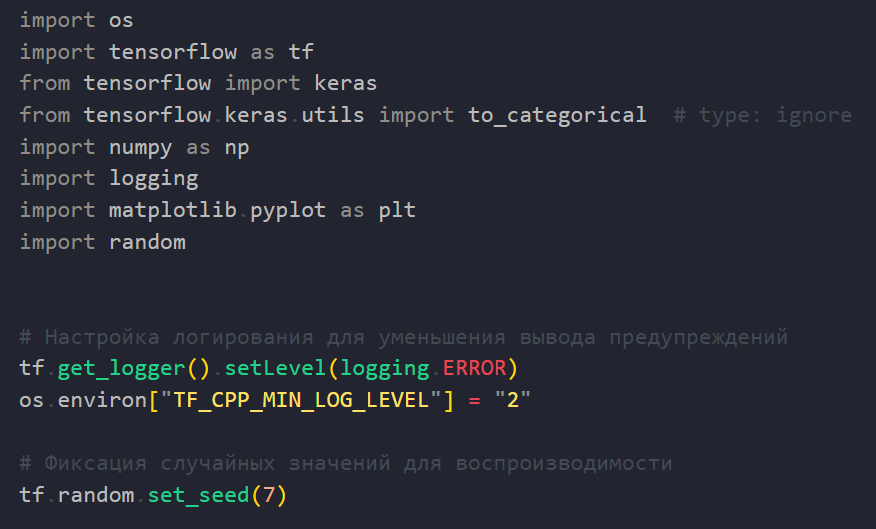 import os
import tensorflow as tf
from tensorflow import keras
from tensorflow.keras.utils import to_categorical  # type: ignore
import numpy as np
import logging
import matplotlib.pyplot as plt
import random
# Настройка логирования для уменьшения вывода предупреждений
tf.get_logger().setLevel(logging.ERROR)
os.environ["TF_CPP_MIN_LOG_LEVEL"] = "2"
# Фиксация случайных значений для воспроизводимости
tf.random.set_seed(7)